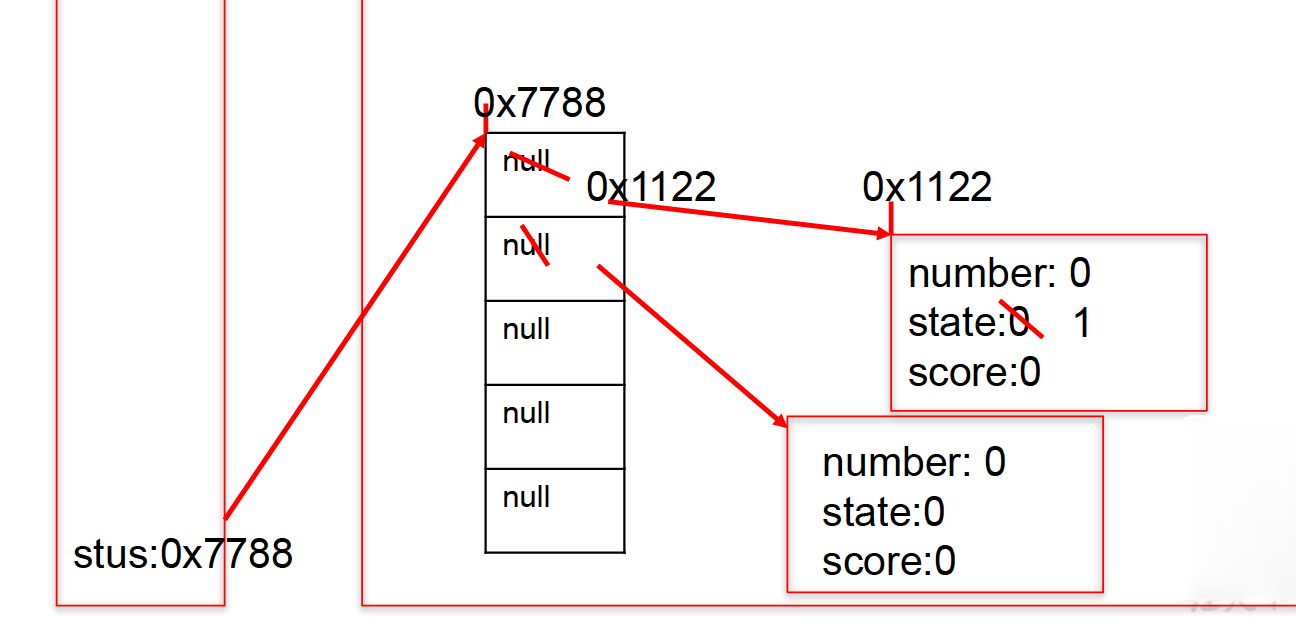 0x7788
null
0x1122
0x1122
null
number: 0
state:0 1
score:0
null
null
number: 0
state:0
score:0
null
stus:0x7788